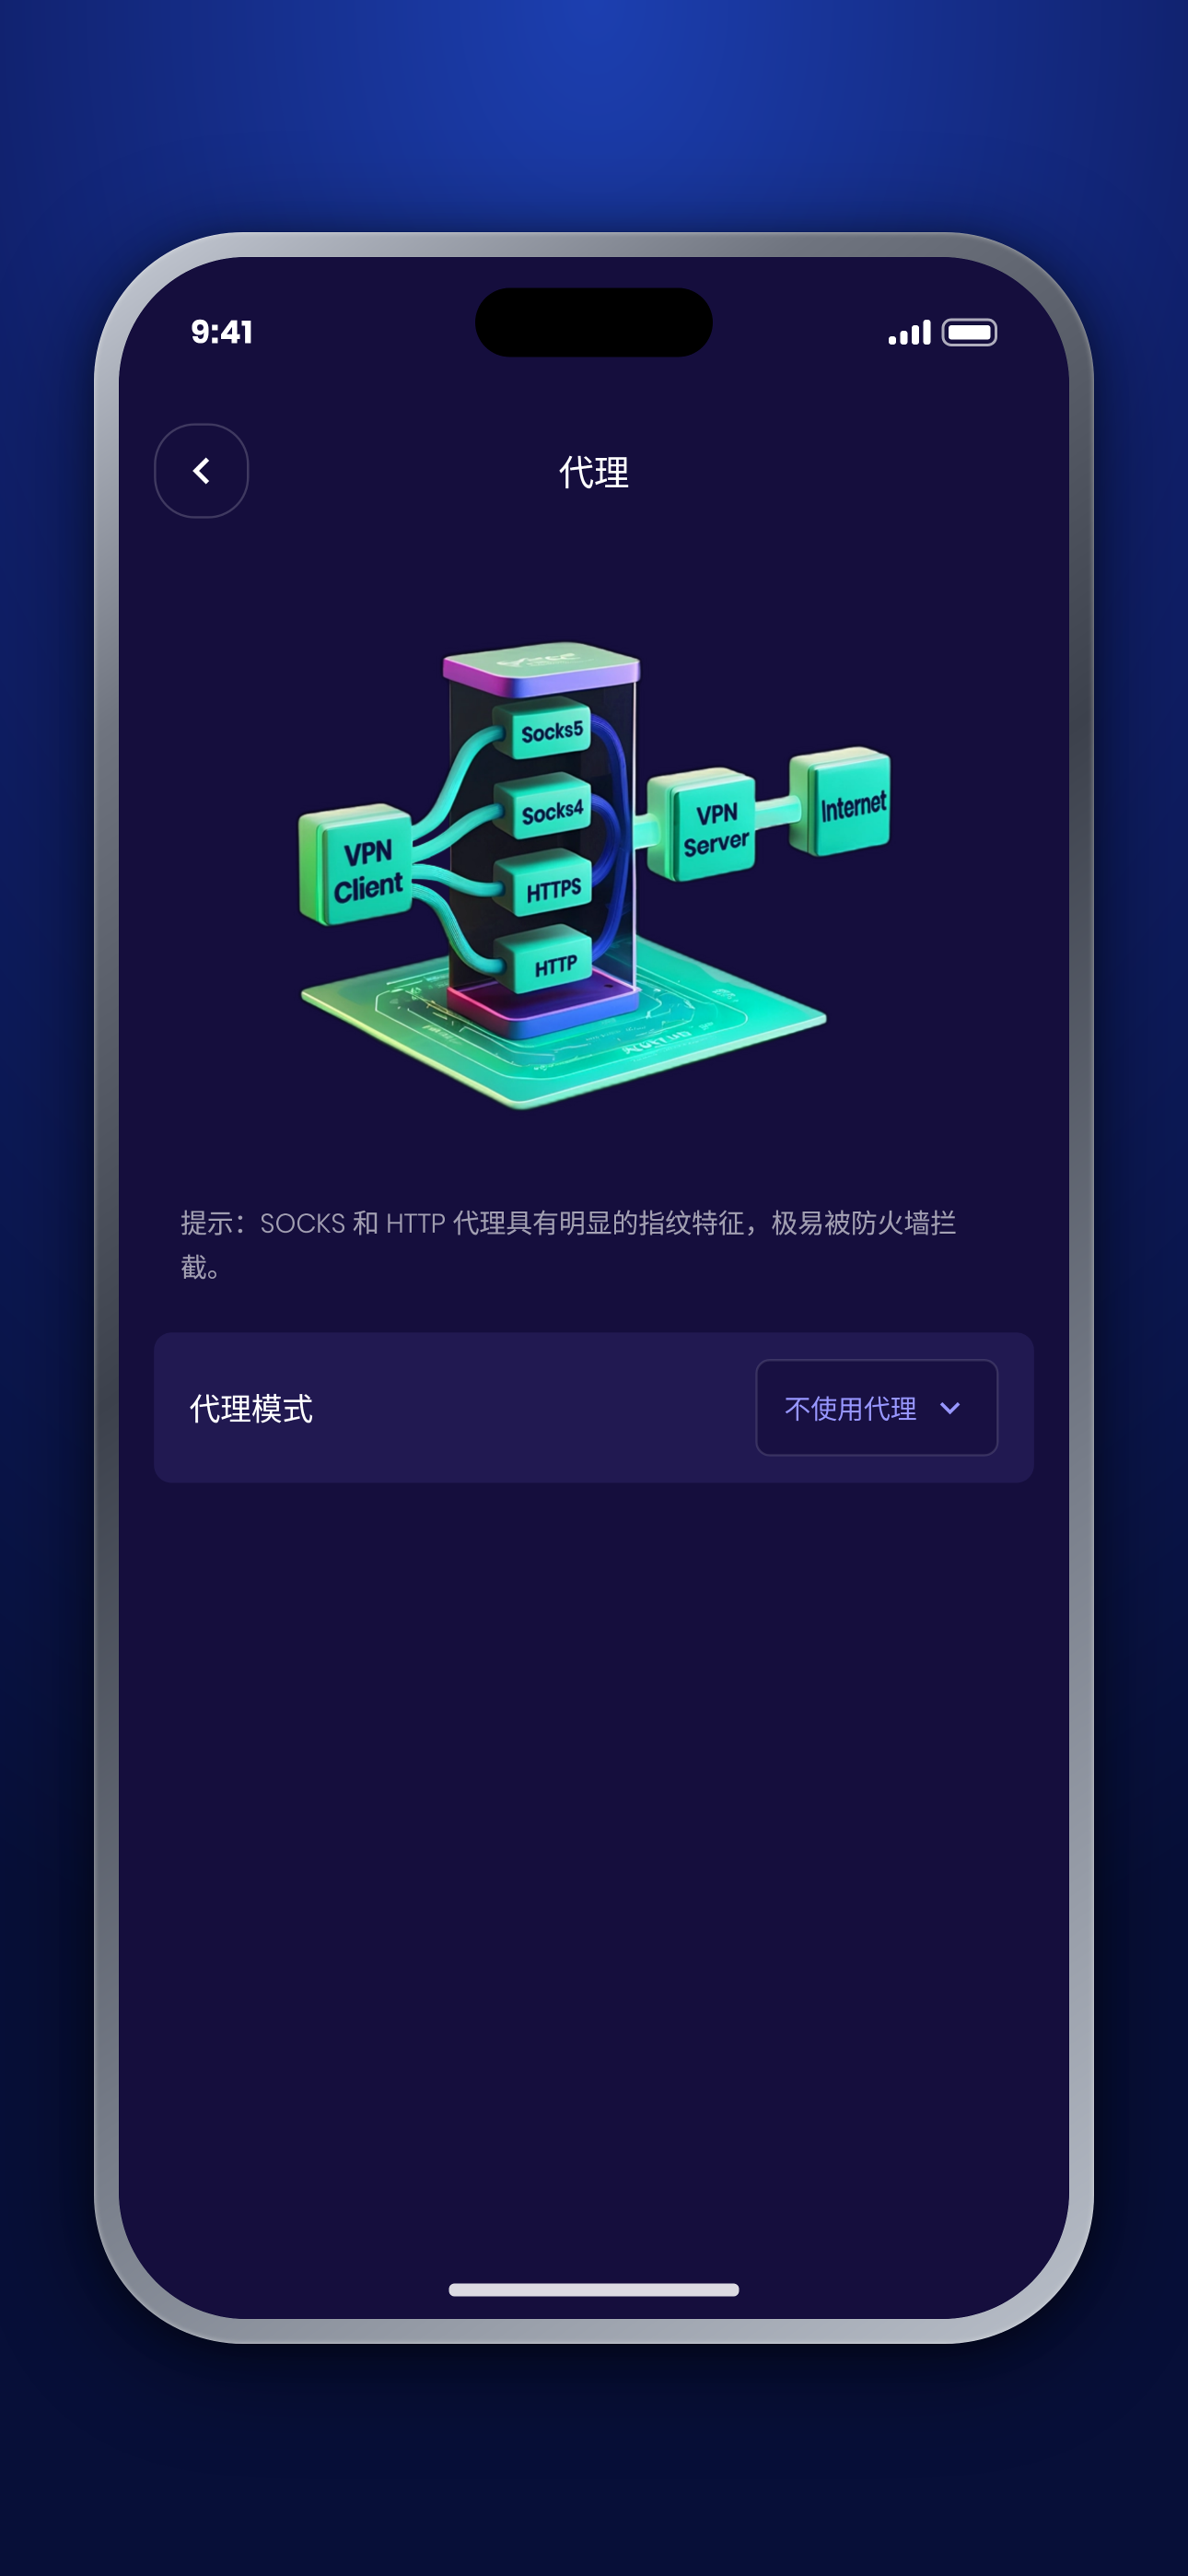 9:41
代理
Socks5
Socks4
HTTPS
HTTP
VPN
Client
VPN
Server
Internet
提示：SOCKS 和 HTTP 代理具有明显的指纹特征，极易被防火墙拦
截。
代理模式
不使用代理